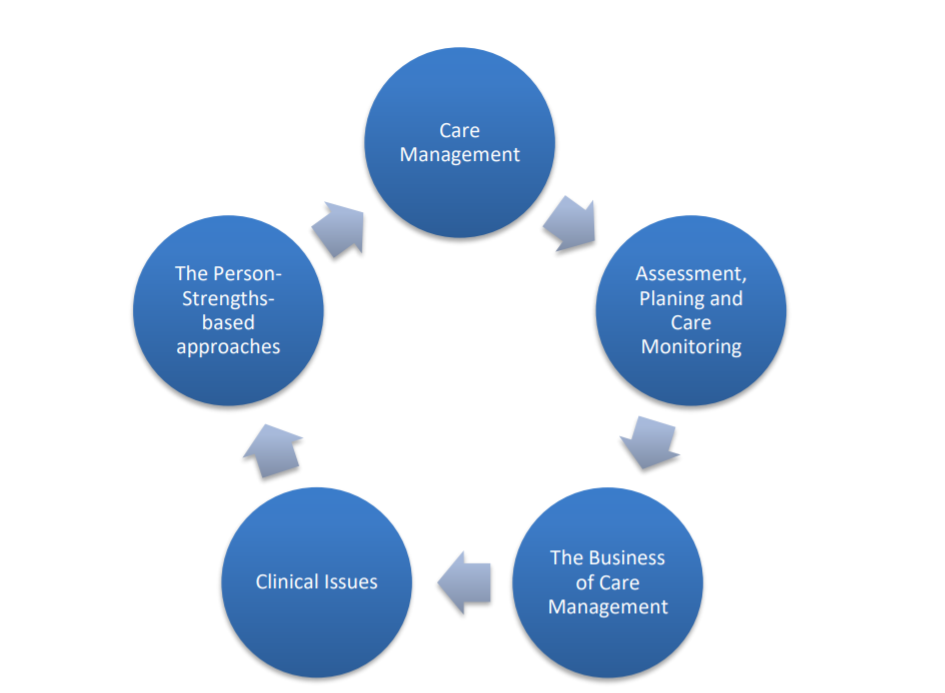 Care
Management
Assessment,
Planing and
Care
Monitoring
The Business
of Care
Management
Clinical Issues
The Person-
Strengths-
based
approaches